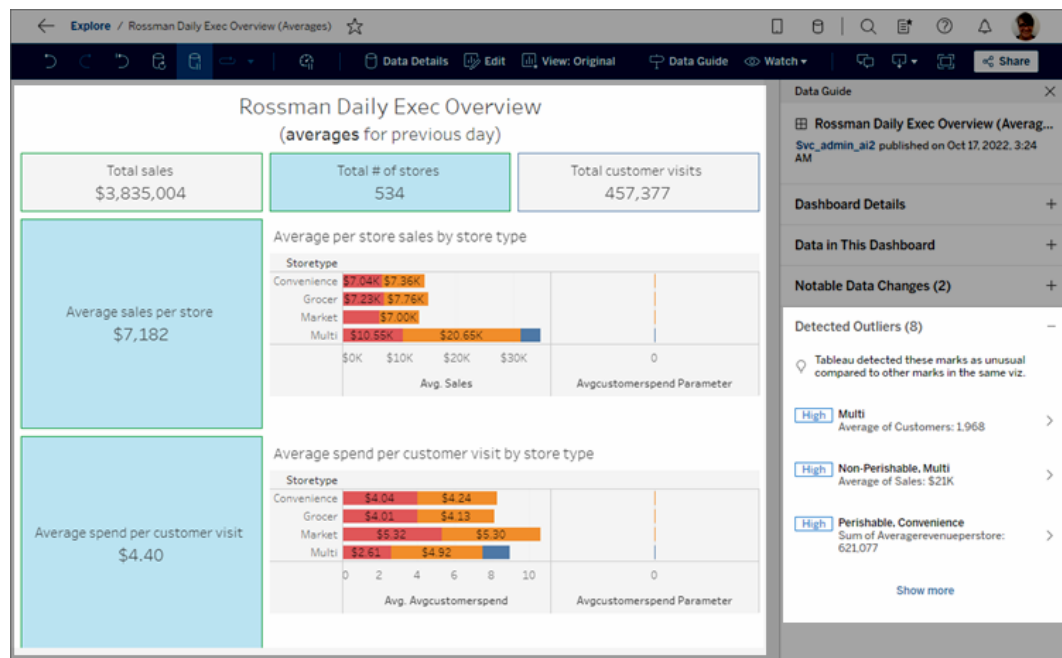 Explore / Rossman Daily Exec Overview (Averages)
Data Details Edit View: Original Data Guide Watch Share
Rossman Daily Exec Overview
(averages for previous day)
Total sales
$3,835,004
Total # of stores
534
Total customer visits
457,377
Average sales per store
$7,182
Average per store sales by store type
Storetype
Convenience $7.04K $7.36K
Grocer $7.23K $7.76K
Market $7.00K
Multi $10.55K $20.65K
$0K $10K $20K $30K 0
Avg. Sales Avgcustomerspend Parameter
Average spend per customer visit
$4.40
Average spend per customer visit by store type
Storetype
Convenience $4.04 $4.24
Grocer $4.01 $4.13
Market $5.32 $5.30
Multi $2.61 $4.92
0 2 4 6 8 10 0
Avg. Avgcustomerspend Avgcustomerspend Parameter
Data Guide
Rossman Daily Exec Overview (Averag...
Svc_admin_ai2 published on Oct 17, 2022, 3:24
AM
Dashboard Details
Data in This Dashboard
Notable Data Changes (2)
Detected Outliers (8)
Tableau detected these marks as unusual
compared to other marks in the same viz.
High Multi
Average of Customers: 1,968
High Non-Perishable, Multi
Average of Sales: $21K
High Perishable, Convenience
Sum of Averagerevenueperstore:
621,077
Show more